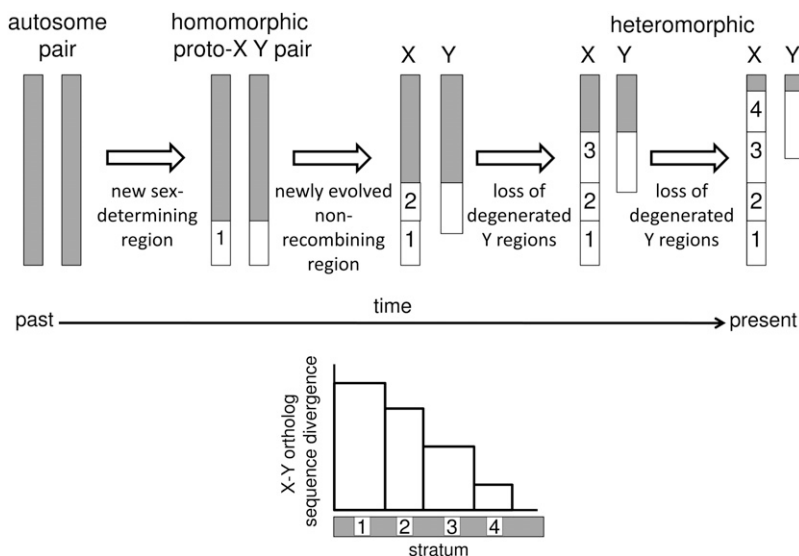 autosome
pair
homomorphic
proto-X Y pair
heteromorphic
X Y
X Y
X Y
1
2
1
3
2
1
4
3
2
1
new sex-
determining
region
newly evolved
non-
recombining
region
loss of
degenerated
Y regions
loss of
degenerated
Y regions
time
past
present
X-Y ortholog
sequence divergence
1 2 3 4
stratum